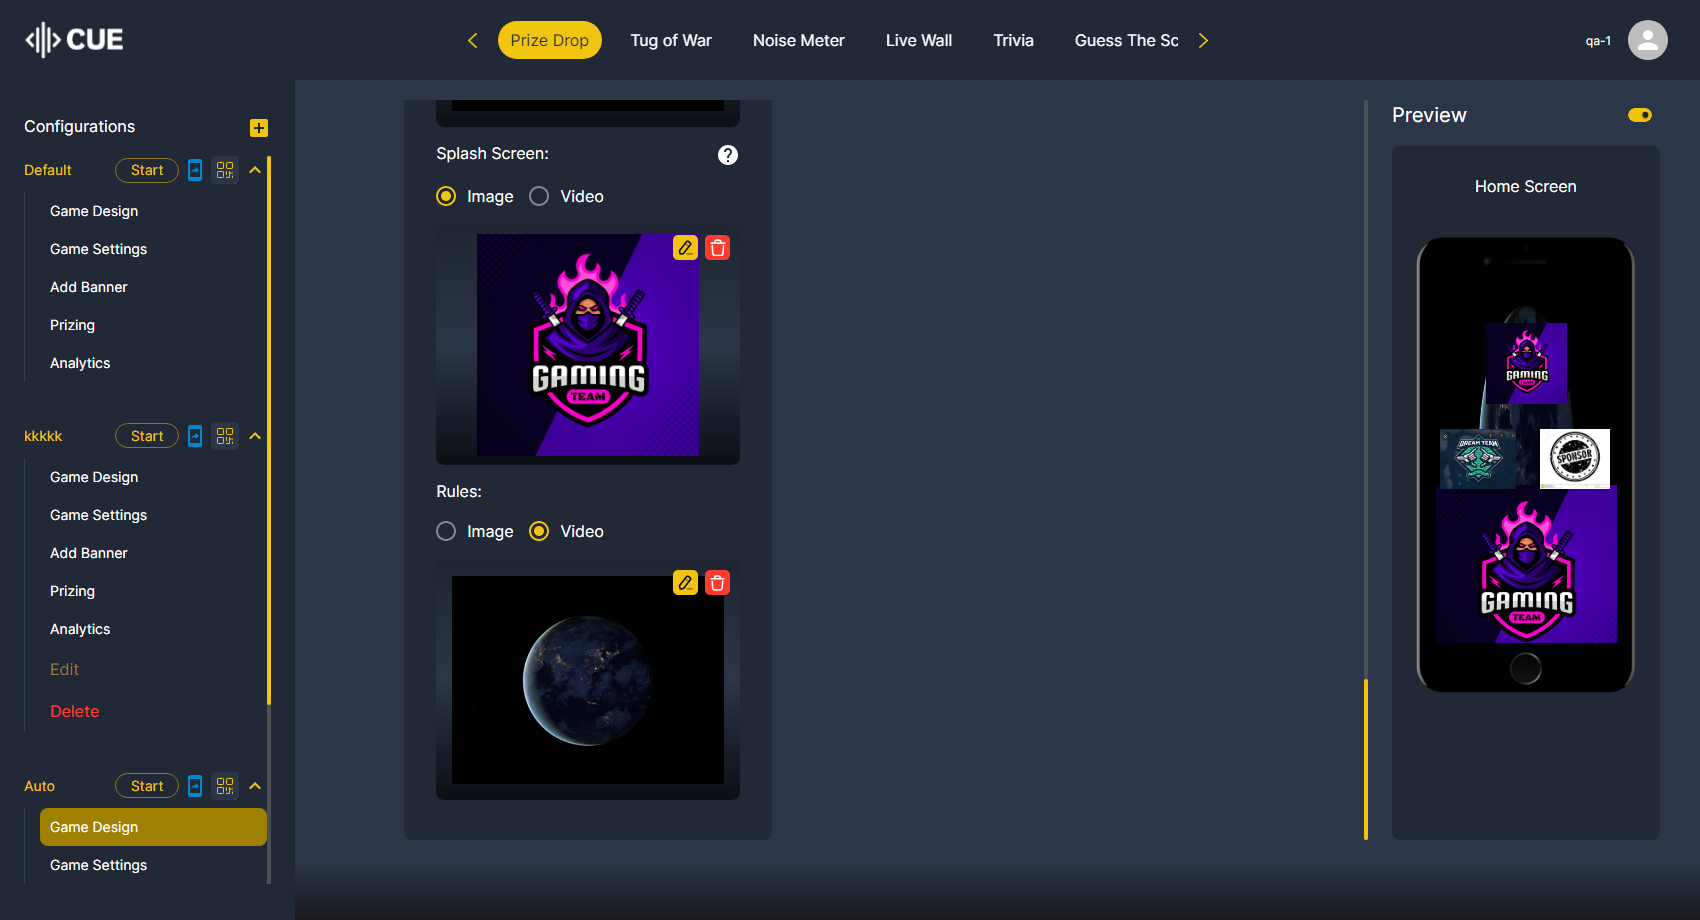 CUE
Prize Drop
Tug of War
Noise Meter
Live Wall
Trivia
Guess The Sc
qa-1
Configurations
Default
Start
Game Design
Game Settings
Add Banner
Prizing
Analytics
kkkkk
Start
Game Design
Game Settings
Add Banner
Prizing
Analytics
Edit
Delete
Auto
Start
Game Design
Game Settings
Splash Screen:
?
Image
Video
GAMING
TEAM
Rules:
Image
Video
Preview
Home Screen
GAMING
TEAM
DREAM TEAM
SPONSOR
GAMING
TEAM